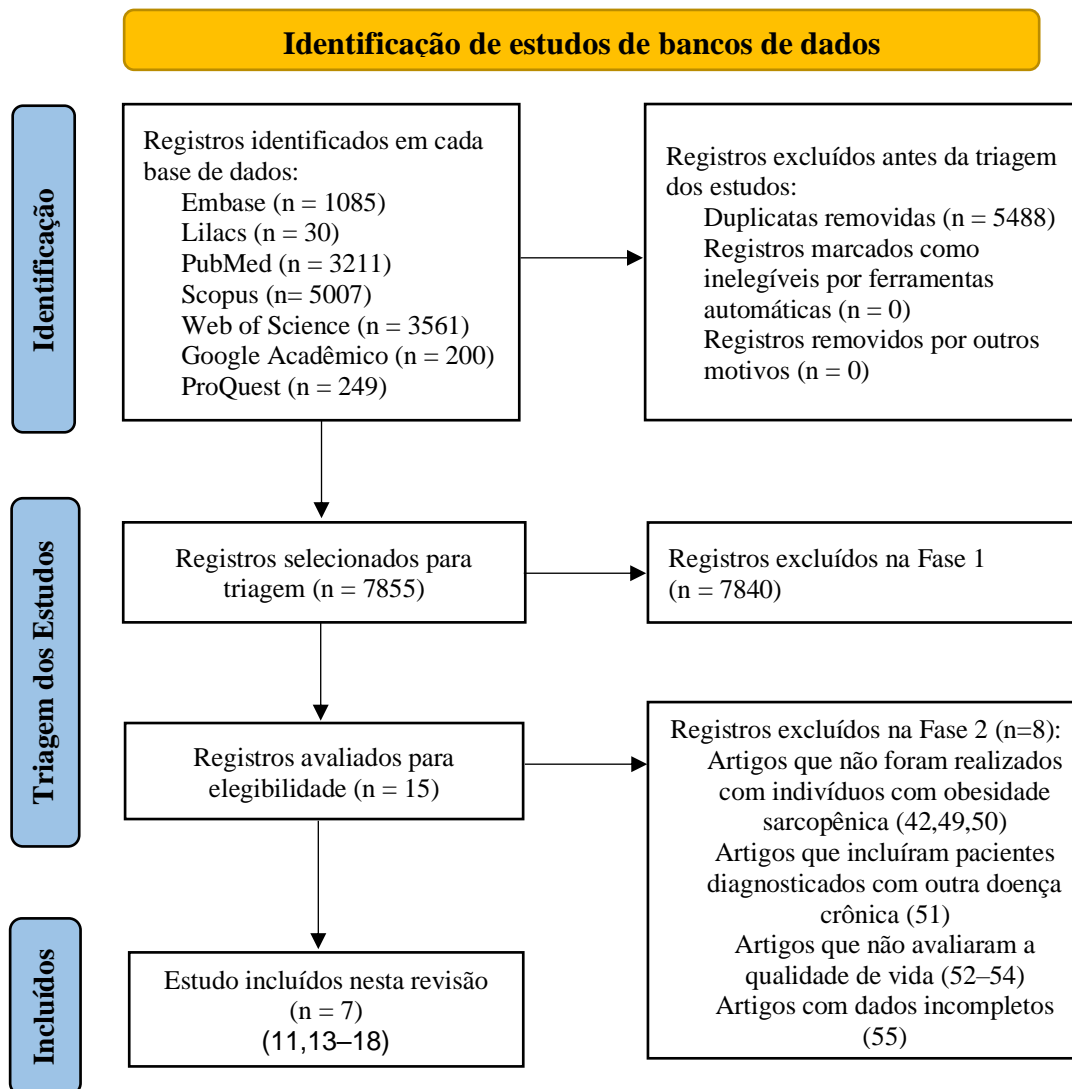 Identificação de estudos de bancos de dados
Identificação
Registros identificados em cada
base de dados:
Embase (n = 1085)
Lilacs (n = 30)
PubMed (n = 3211)
Scopus (n= 5007)
Web of Science (n = 3561)
Google Acadêmico (n = 200)
ProQuest (n = 249)
Registros excluídos antes da triagem
dos estudos:
Duplicatas removidas (n = 5488)
Registros marcados como
inelegíveis por ferramentas
automáticas (n = 0)
Registros removidos por outros
motivos (n = 0)
Triagem dos Estudos
Registros selecionados para
triagem (n = 7855)
Registros excluídos na Fase 1
(n = 7840)
Registros avaliados para
elegibilidade (n = 15)
Registros excluídos na Fase 2 (n=8):
Artigos que não foram realizados
com indivíduos com obesidade
sarcopênica (42,49,50)
Artigos que incluíram pacientes
diagnosticados com outra doença
crônica (51)
Artigos que não avaliaram a
qualidade de vida (52–54)
Artigos com dados incompletos
(55)
Incluídos
Estudo incluídos nesta revisão
(n = 7)
(11,13–18)